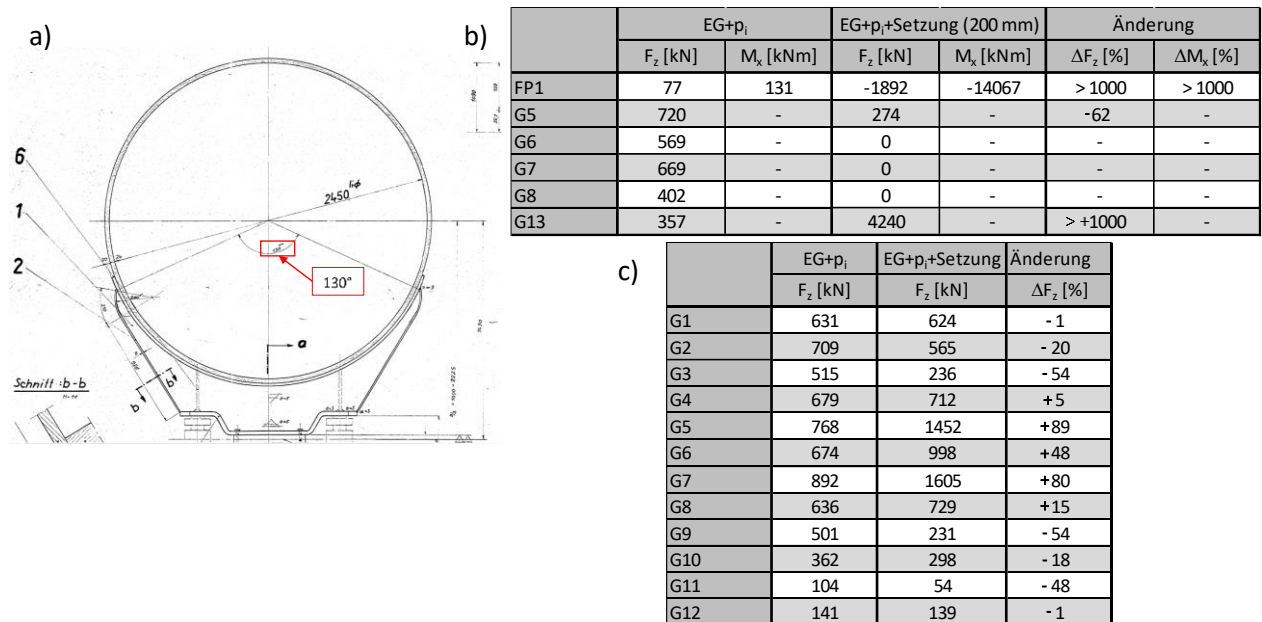 a)
6
1
2
2450 liφ
130°
a
Schnitt :b-b
b
b
b)
EG+pi EG+pi+Setzung (200 mm) Änderung
Fz [kN] Mx [kNm] Fz [kN] Mx [kNm] ΔFz [%] ΔMx [%]
FP1 77 131 -1892 -14067 >1000 >1000
G5 720 - 274 - -62 -
G6 569 - 0 - - -
G7 669 - 0 - - -
G8 402 - 0 - - -
G13 357 - 4240 - > +1000 -
c)
EG+pi EG+pi+Setzung Änderung
Fz [kN] Fz [kN] ΔFz [%]
G1 631 624 - 1
G2 709 565 - 20
G3 515 236 - 54
G4 679 712 +5
G5 768 1452 +89
G6 674 998 +48
G7 892 1605 +80
G8 636 729 +15
G9 501 231 - 54
G10 362 298 - 18
G11 104 54 - 48
G12 141 139 - 1